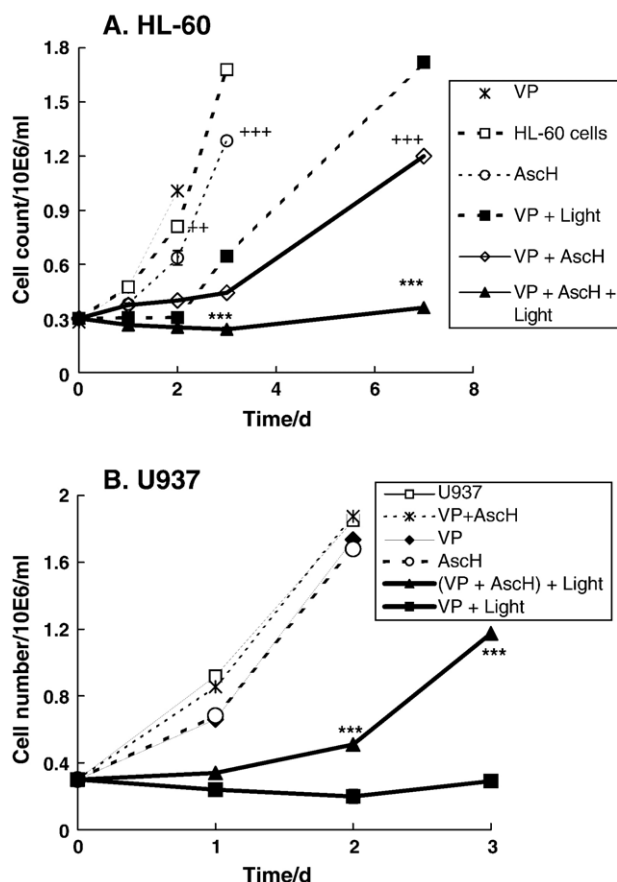 A. HL-60
1.8
1.5
1.2
0.9
0.6
0.3
0
Cell count/10E6/ml
+++
++
+++
***
***
0 2 4 6 8
Time/d
VP
HL-60 cells
AscH
VP + Light
VP + AscH
VP + AscH +
Light
B. U937
2
1.6
1.2
0.8
0.4
0
Cell number/10E6/ml
***
***
0 1 2 3
Time/d
U937
VP+AscH
VP
AscH
(VP + AscH) + Light
VP + Light